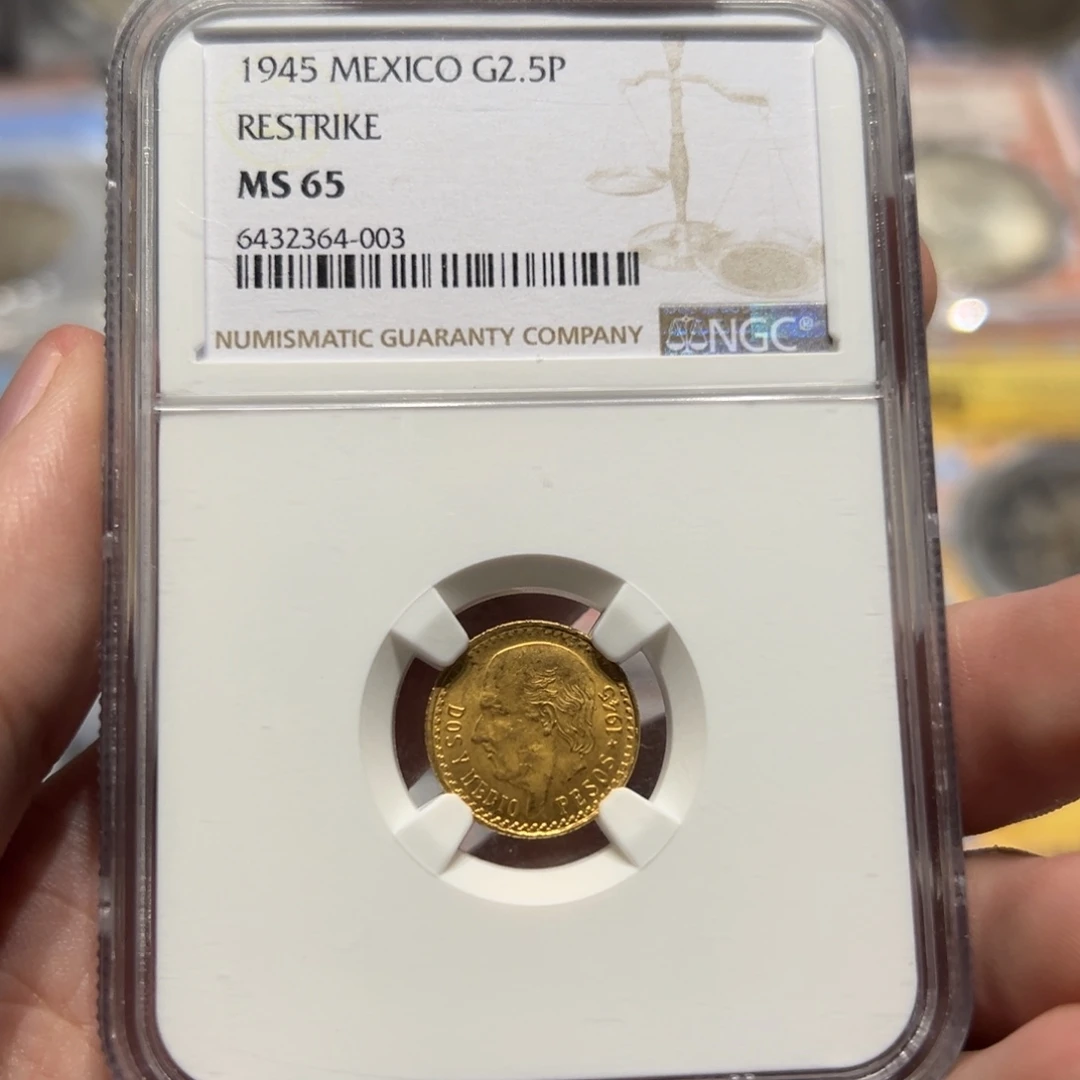 1945 MEXICO G2.5P
RESTRIKE
MS 65
6432364-003
NUMISMATIC GUARANTY COMPANY
NGC®
DOS Y MEDIO PESOS ★ 1945